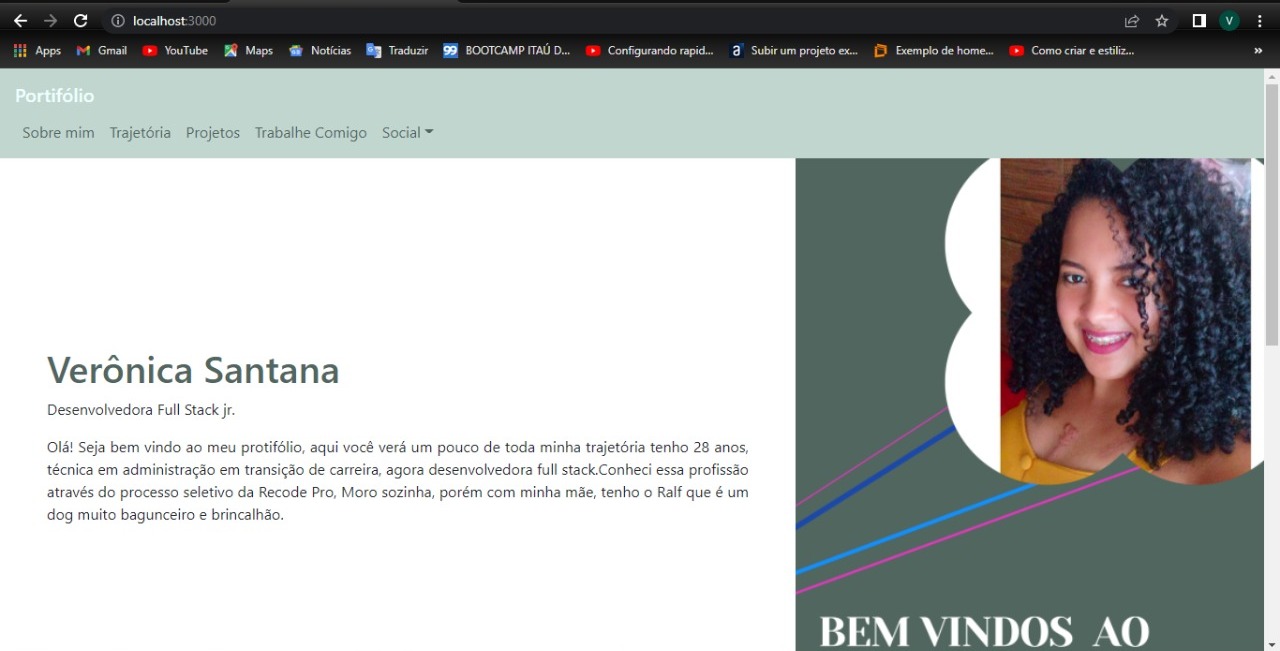 localhost:3000
V
Apps
Gmail
YouTube
Maps
Notícias
Traduzir
BOOTCAMP ITAÚ D...
Configurando rapid...
Subir um projeto ex...
Exemplo de home...
Como criar e estiliz...
»
Portifólio
Sobre mim
Trajetória
Projetos
Trabalhe Comigo
Social
Verônica Santana
Desenvolvedora Full Stack jr.
Olá! Seja bem vindo ao meu protifólio, aqui você verá um pouco de toda minha trajetória tenho 28 anos,
técnica em administração em transição de carreira, agora desenvolvedora full stack.Conheci essa profissão
através do processo seletivo da Recode Pro, Moro sozinha, porém com minha mãe, tenho o Ralf que é um
dog muito bagunceiro e brincalhão.
BEM VINDOS AO